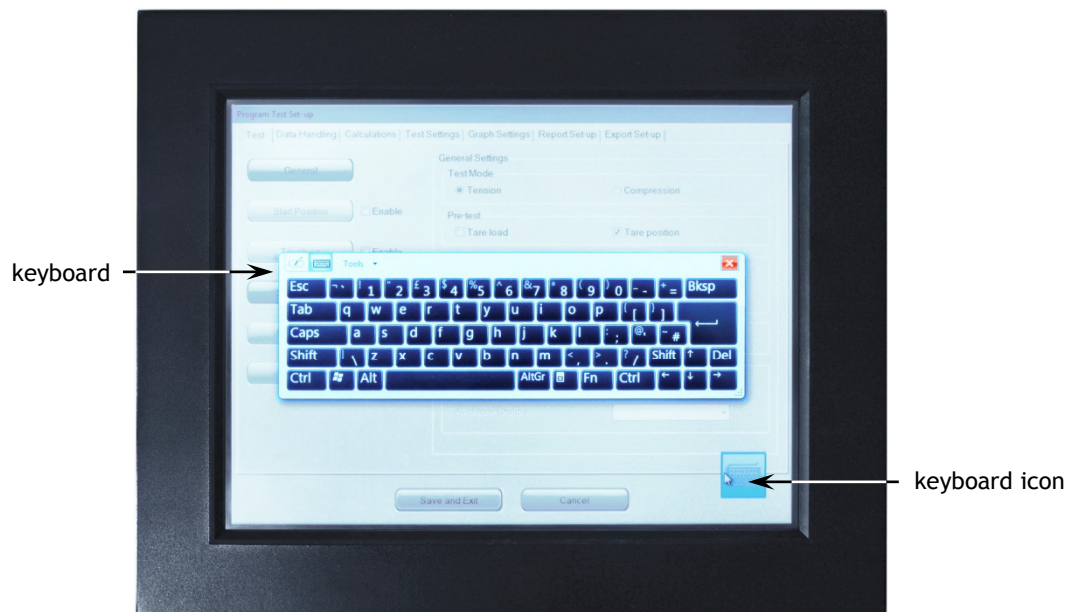 Program Test Set-up
Test | Data Handling | Calculations | Test Settings | Graph Settings | Report Set-up | Export Set-up |
General Settings
General
Test Mode
Tension Compression
Start Position Enable
Pre-test
Tare load Tare position
Enable
keyboard
Tools
Esc ¬ ` ! 1 " 2 £ 3 $ 4 % 5 ^ 6 & 7 * 8 ( 9 ) 0 _ - + = Bksp
Tab q w e r t y u i o p { [ } ] 
Caps a s d f g h j k l : ; @ ' ~ #
Shift | \ z x c v b n m < , > . ? / Shift ↑ Del
Ctrl Alt AltGr Fn Ctrl ← ↓ →
keyboard icon
Save and Exit Cancel